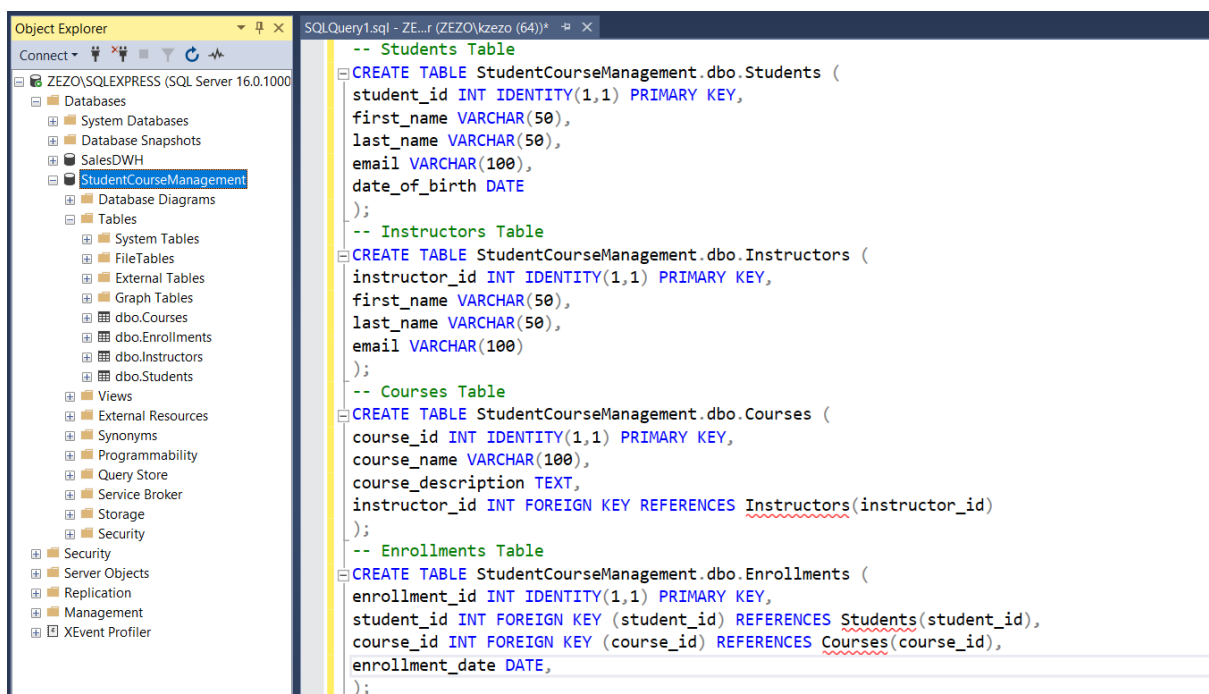 Object Explorer
Connect
ZEZO\SQLEXPRESS (SQL Server 16.0.1000
Databases
System Databases
Database Snapshots
SalesDWH
StudentCourseManagement
Database Diagrams
Tables
System Tables
FileTables
External Tables
Graph Tables
dbo.Courses
dbo.Enrollments
dbo.Instructors
dbo.Students
Views
External Resources
Synonyms
Programmability
Query Store
Service Broker
Storage
Security
Security
Server Objects
Replication
Management
XEvent Profiler
SQLQuery1.sql - ZE...r (ZEZO\kzezo (64))*
-- Students Table
CREATE TABLE StudentCourseManagement.dbo.Students (
student_id INT IDENTITY(1,1) PRIMARY KEY,
first_name VARCHAR(50),
last_name VARCHAR(50),
email VARCHAR(100),
date_of_birth DATE
);
-- Instructors Table
CREATE TABLE StudentCourseManagement.dbo.Instructors (
instructor_id INT IDENTITY(1,1) PRIMARY KEY,
first_name VARCHAR(50),
last_name VARCHAR(50),
email VARCHAR(100)
);
-- Courses Table
CREATE TABLE StudentCourseManagement.dbo.Courses (
course_id INT IDENTITY(1,1) PRIMARY KEY,
course_name VARCHAR(100),
course_description TEXT,
instructor_id INT FOREIGN KEY REFERENCES Instructors(instructor_id)
);
-- Enrollments Table
CREATE TABLE StudentCourseManagement.dbo.Enrollments (
enrollment_id INT IDENTITY(1,1) PRIMARY KEY,
student_id INT FOREIGN KEY (student_id) REFERENCES Students(student_id),
course_id INT FOREIGN KEY (course_id) REFERENCES Courses(course_id),
enrollment_date DATE,
);